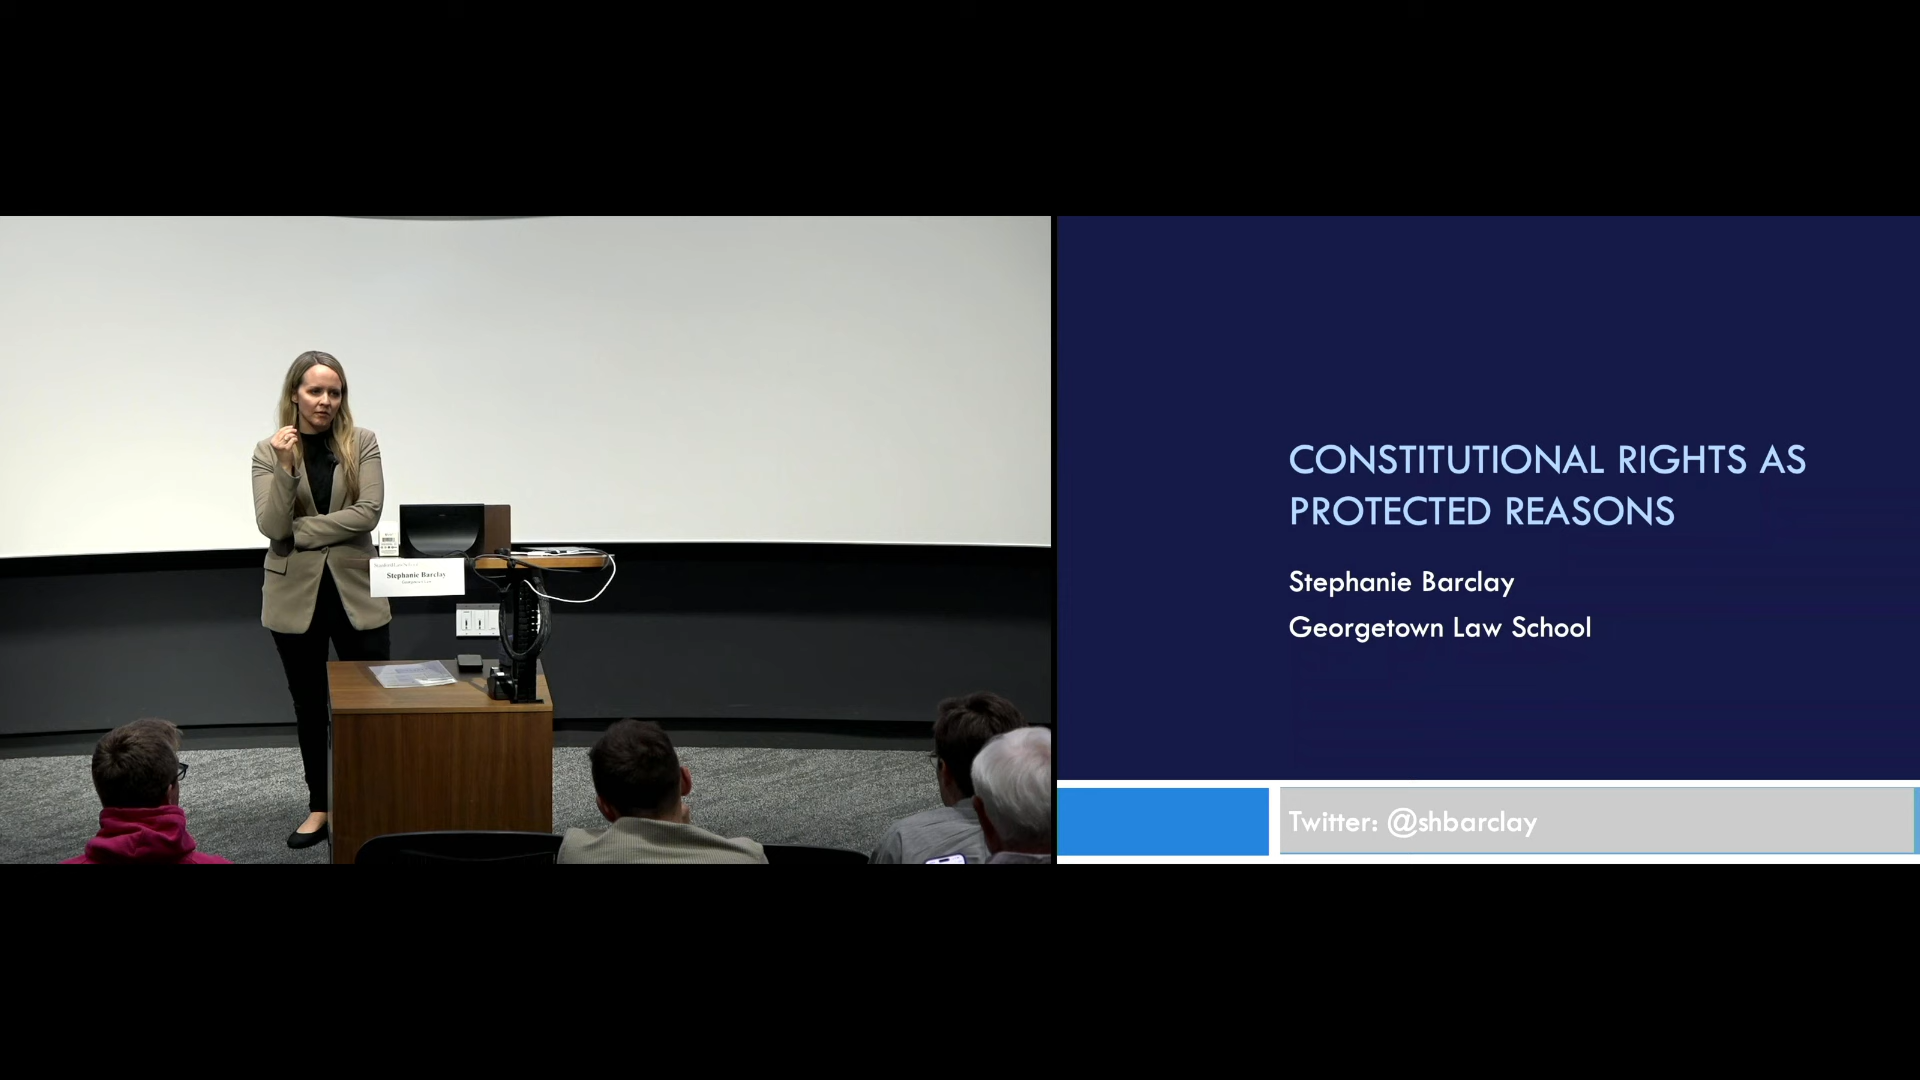 Stephanie Barclay
CONSTITUTIONAL RIGHTS AS
PROTECTED REASONS
Stephanie Barclay
Georgetown Law School
Twitter: @shbarclay